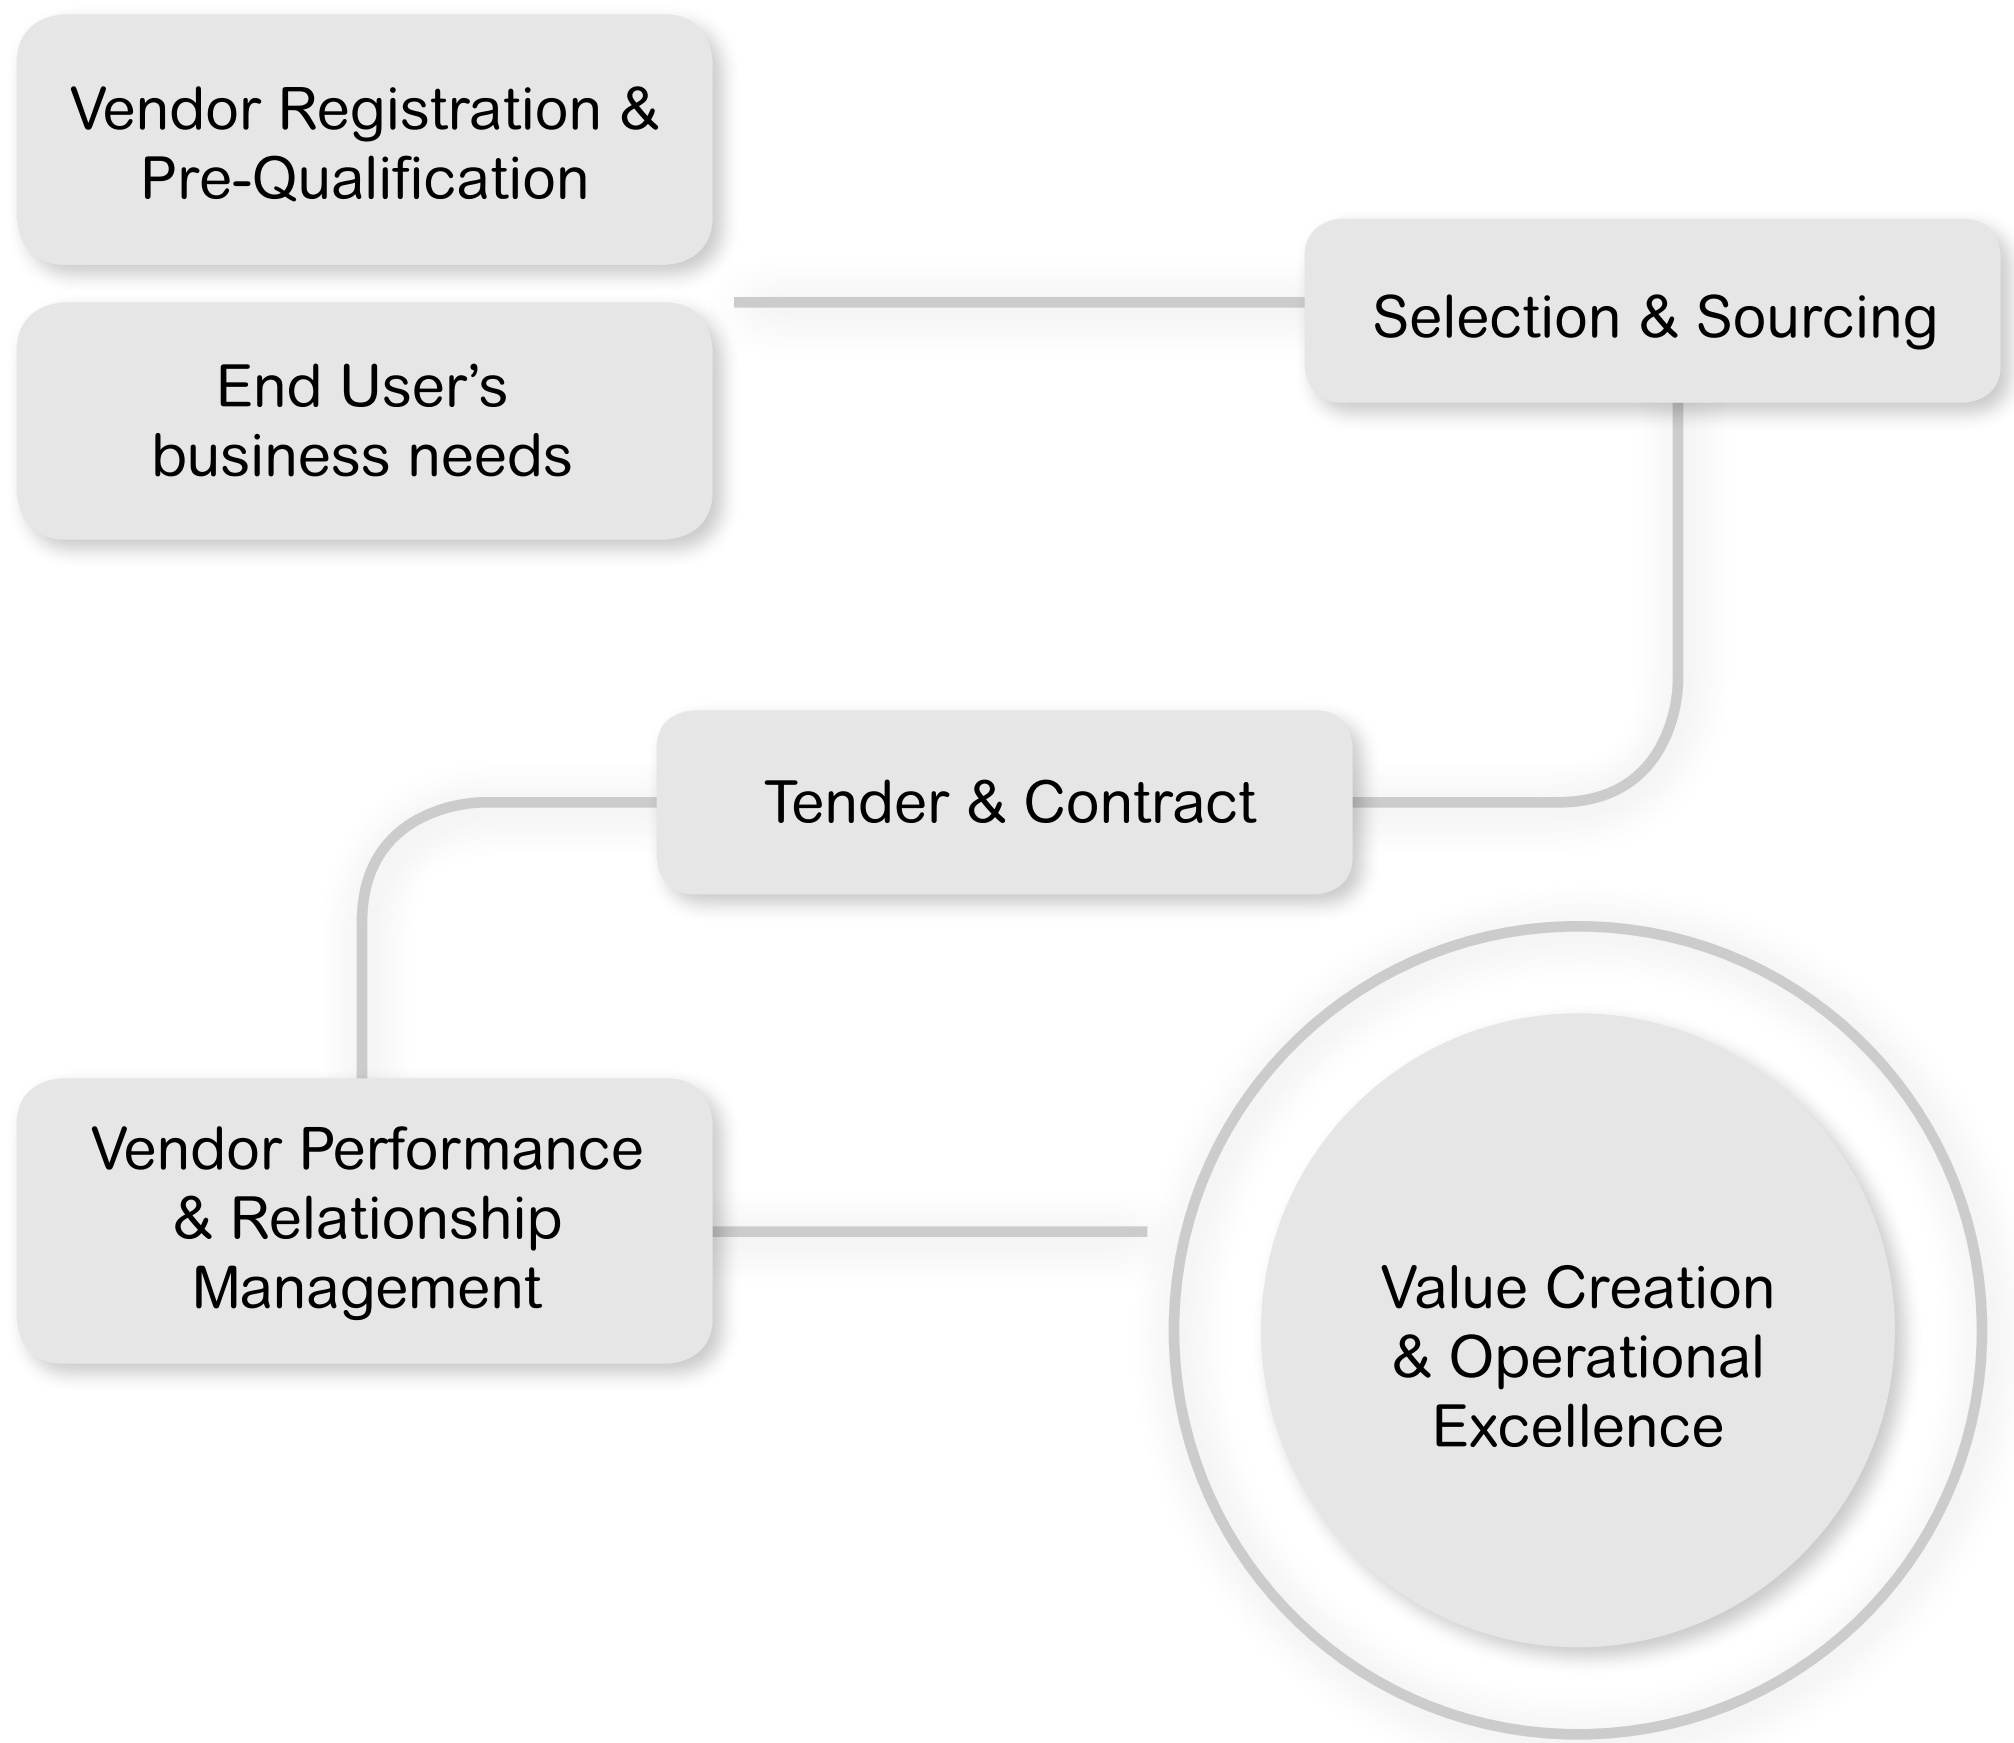 Vendor Registration &
Pre-Qualification
End User’s
business needs
Selection & Sourcing
Tender & Contract
Vendor Performance
& Relationship
Management
Value Creation
& Operational
Excellence